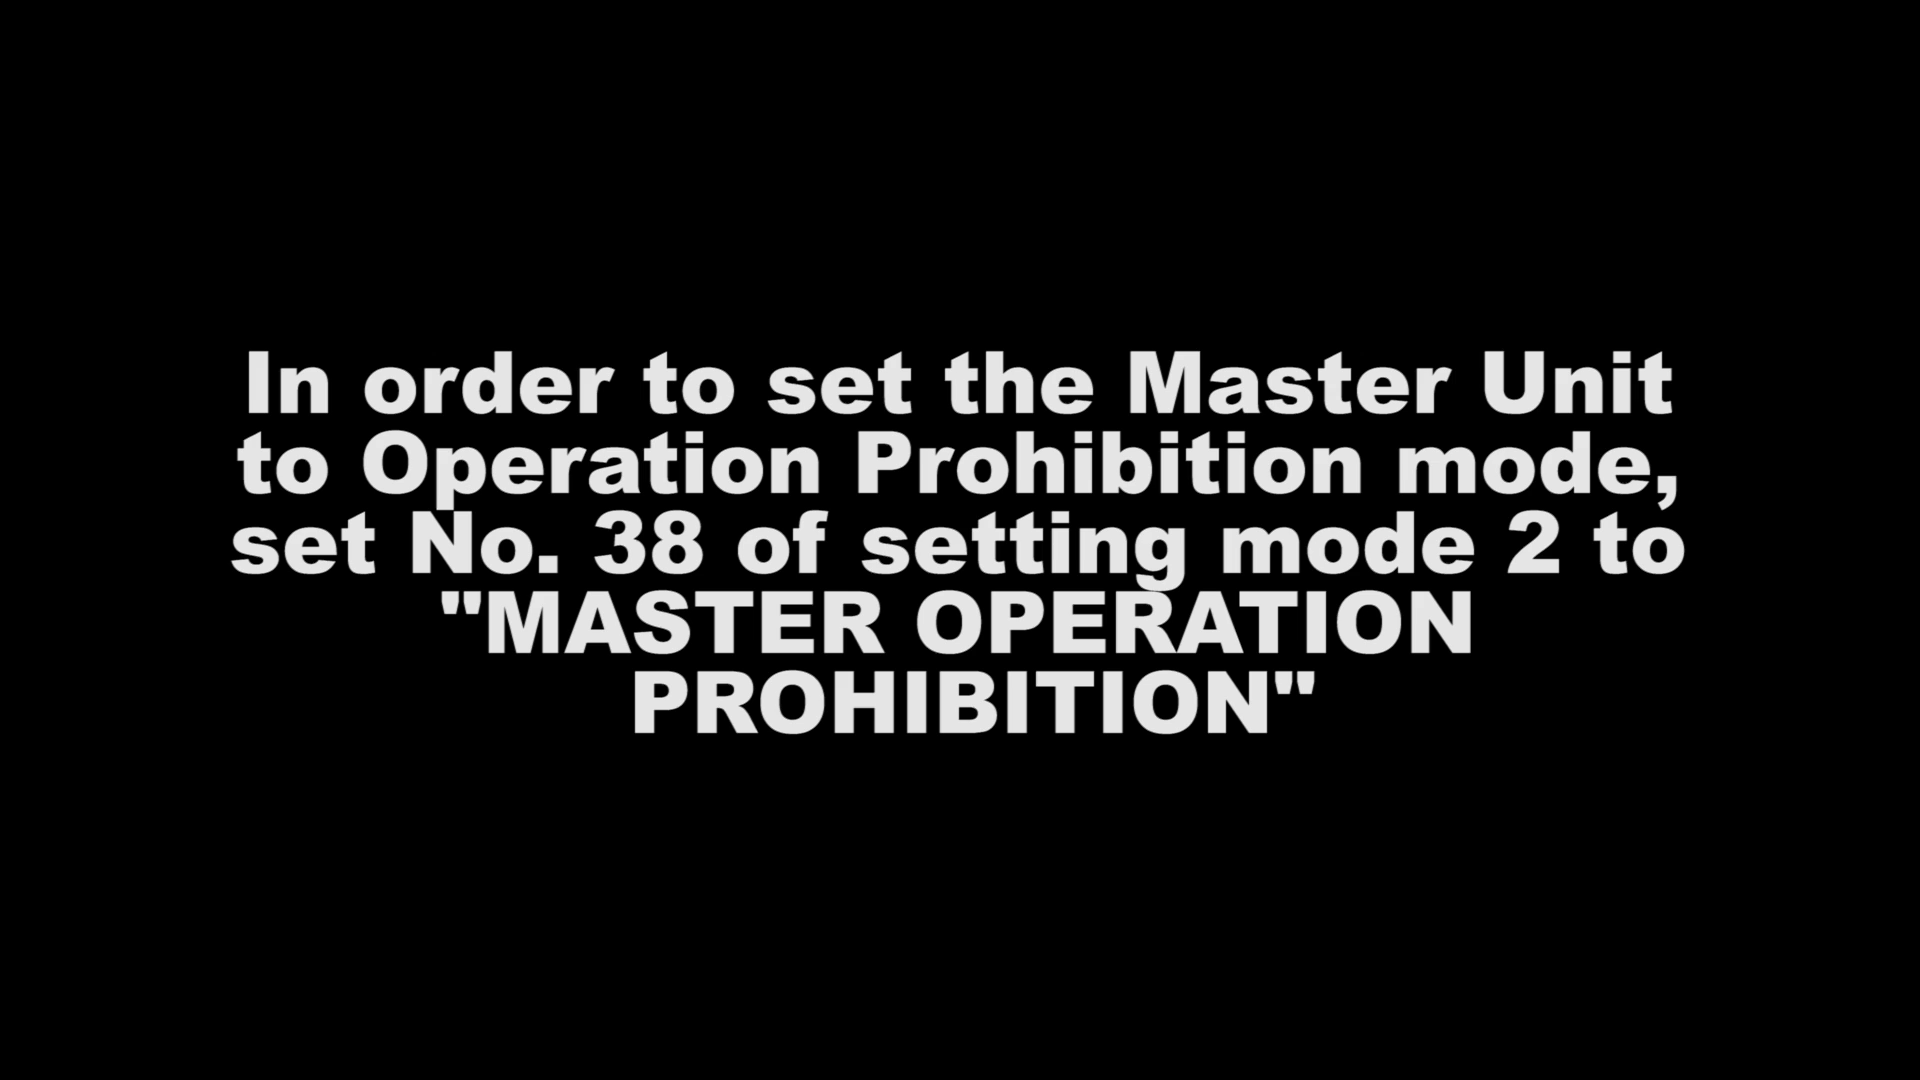 In order to set the Master Unit
to Operation Prohibition mode,
set No. 38 of setting mode 2 to
"MASTER OPERATION
PROHIBITION"